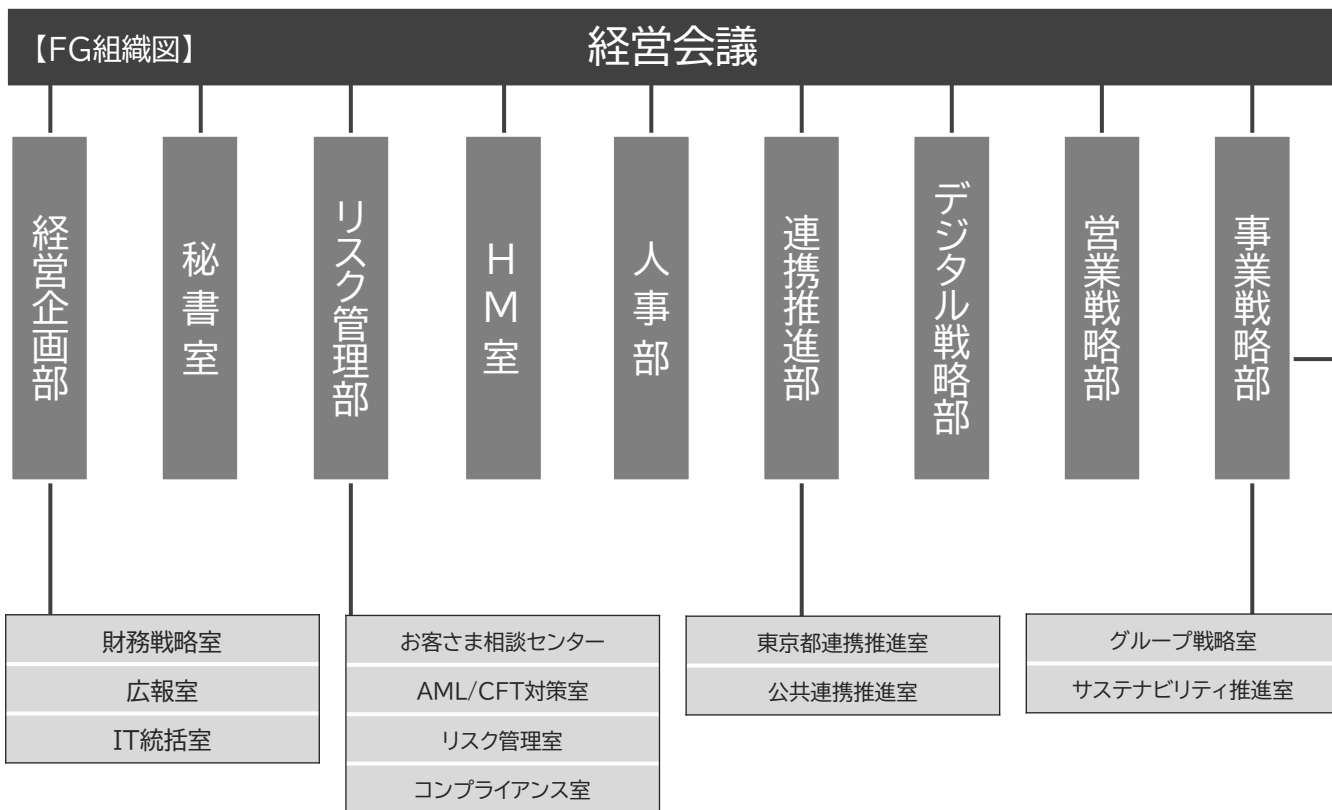 【FG組織図】
経営会議
経営企画部
秘書室
リスク管理部
HM室
人事部
連携推進部
デジタル戦略部
営業戦略部
事業戦略部
財務戦略室
広報室
IT統括室
お客さま相談センター
AML/CFT対策室
リスク管理室
コンプライアンス室
東京都連携推進室
公共連携推進室
グループ戦略室
サステナビリティ推進室